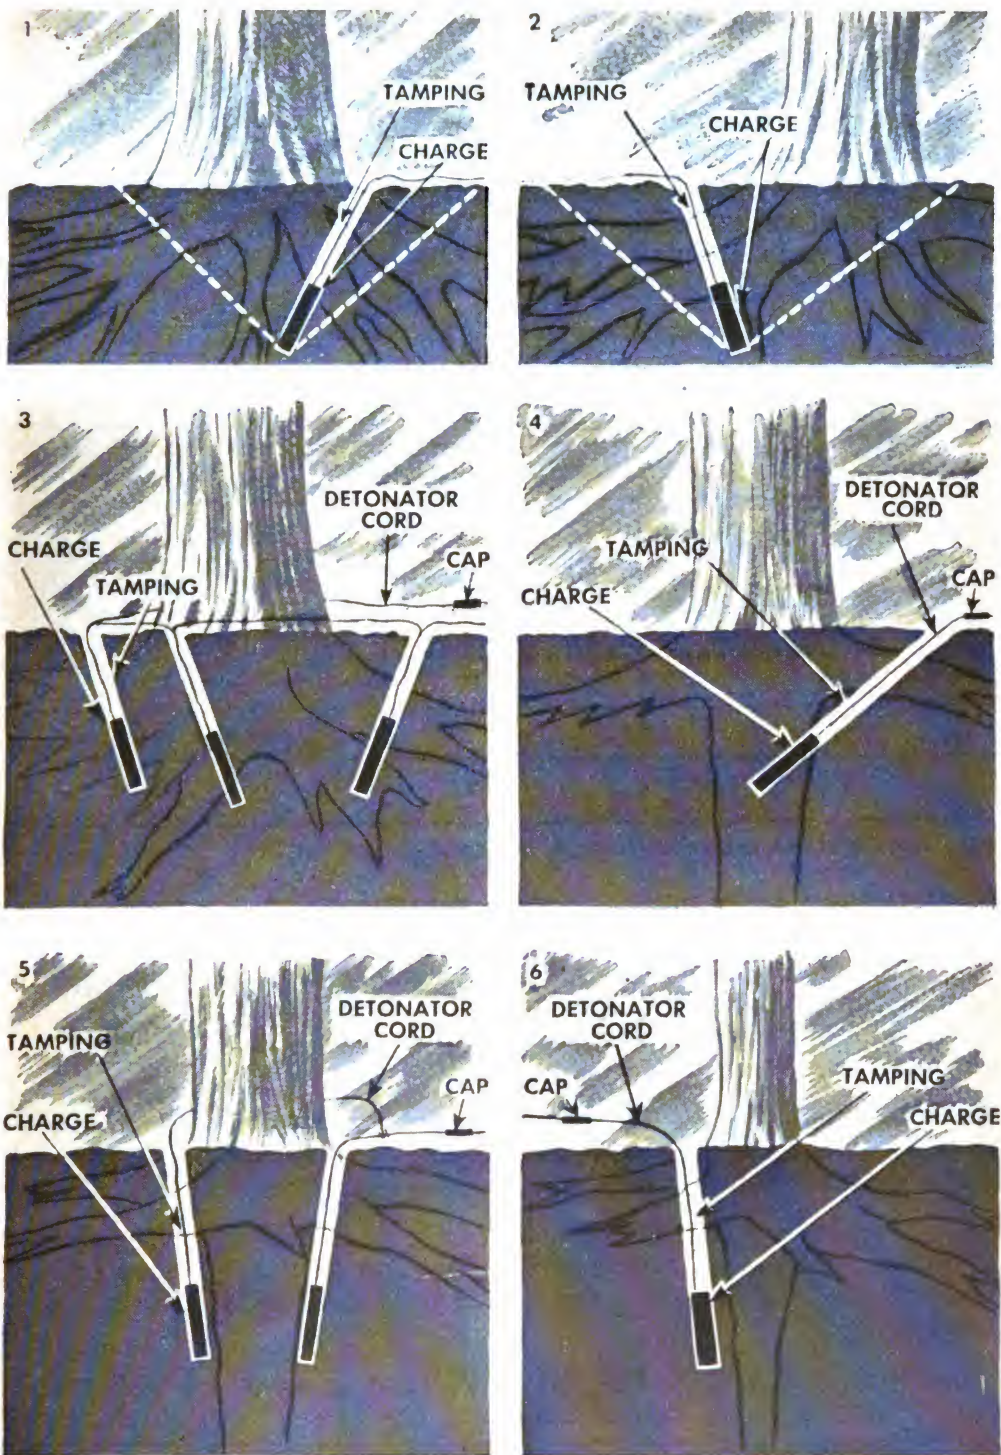 1
TAMPING
CHARGE
2
TAMPING
CHARGE
3
DETONATOR
CORD
CHARGE
TAMPING
CAP
4
DETONATOR
CORD
TAMPING
CHARGE
CAP
5
DETONATOR
CORD
TAMPING
CAP
CHARGE
6
DETONATOR
CORD
CAP
TAMPING
CHARGE